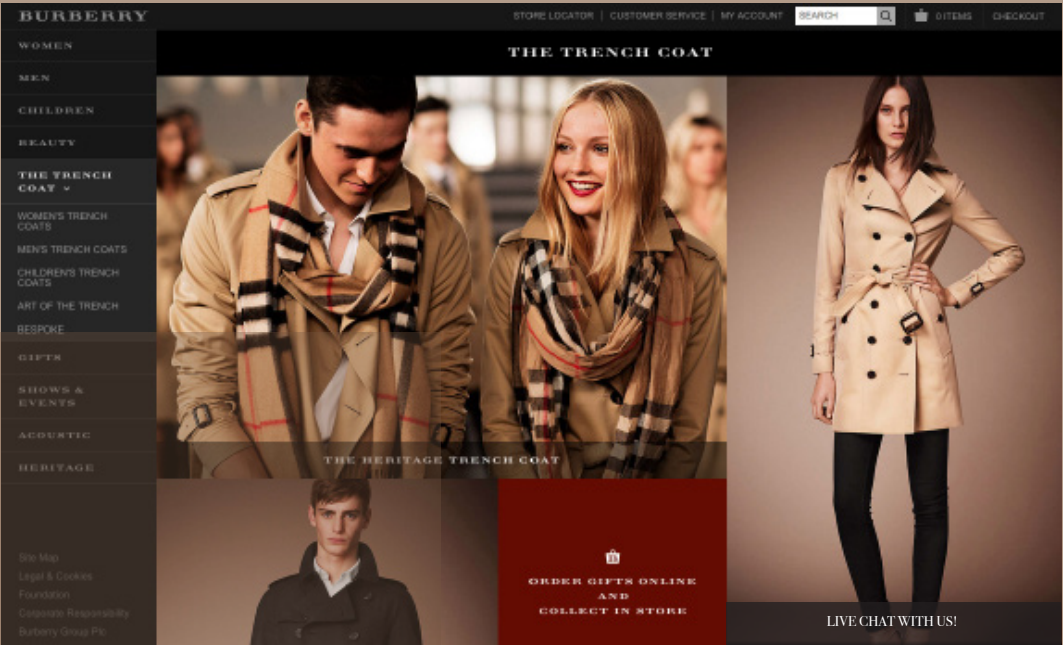 BURBERRY
STORE LOCATOR | CUSTOMER SERVICE | MY ACCOUNT
SEARCH
0 ITEMS
CHECKOUT
WOMEN
MEN
CHILDREN
BEAUTY
THE TRENCH
COAT
WOMEN'S TRENCH
COATS
MEN'S TRENCH COATS
CHILDREN'S TRENCH
COATS
ART OF THE TRENCH
BESPOKE
GIFTS
SHOWS &
EVENTS
ACOUSTIC
HERITAGE
Site Map
Legal & Cookies
Foundation
Corporate Responsibility
Burberry Group Plc
THE TRENCH COAT
THE HERITAGE TRENCH COAT
ORDER GIFTS ONLINE
AND
COLLECT IN STORE
LIVE CHAT WITH US!